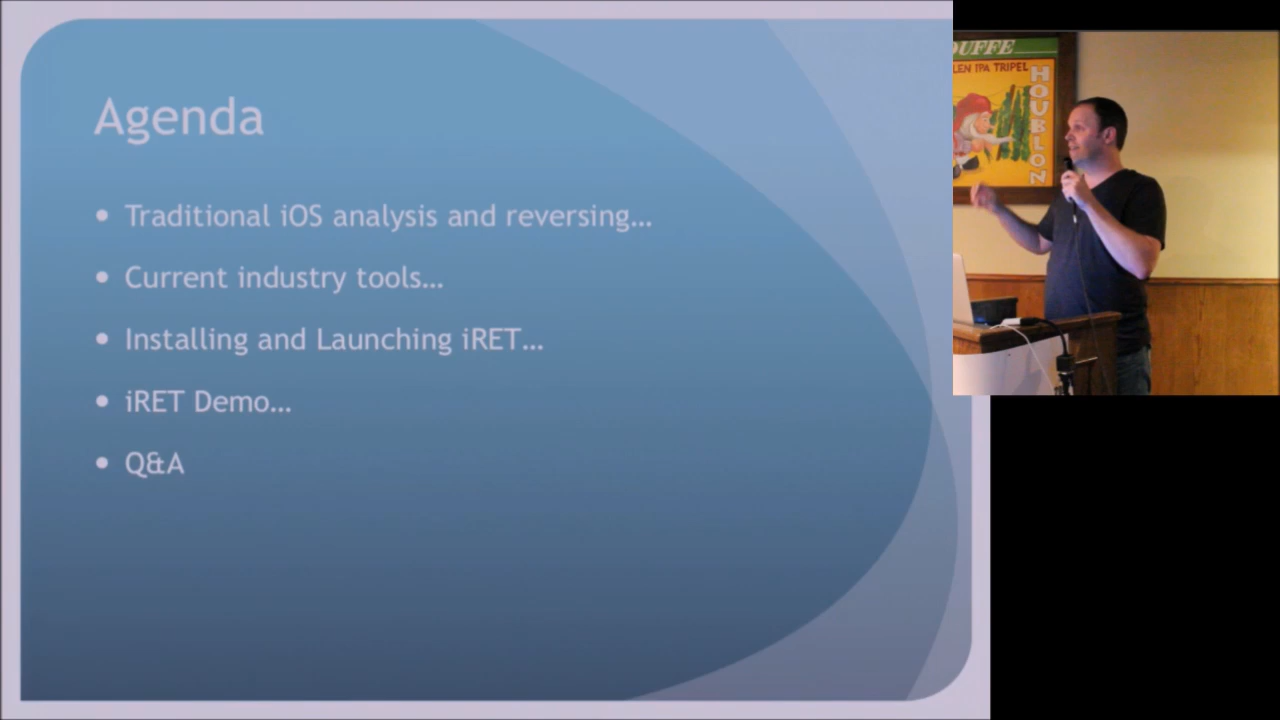 Agenda
• Traditional iOS analysis and reversing…
• Current industry tools…
• Installing and Launching iRET…
• iRET Demo…
• Q&A
OUFFE
LEN IPA TRIPEL
HOUBLON